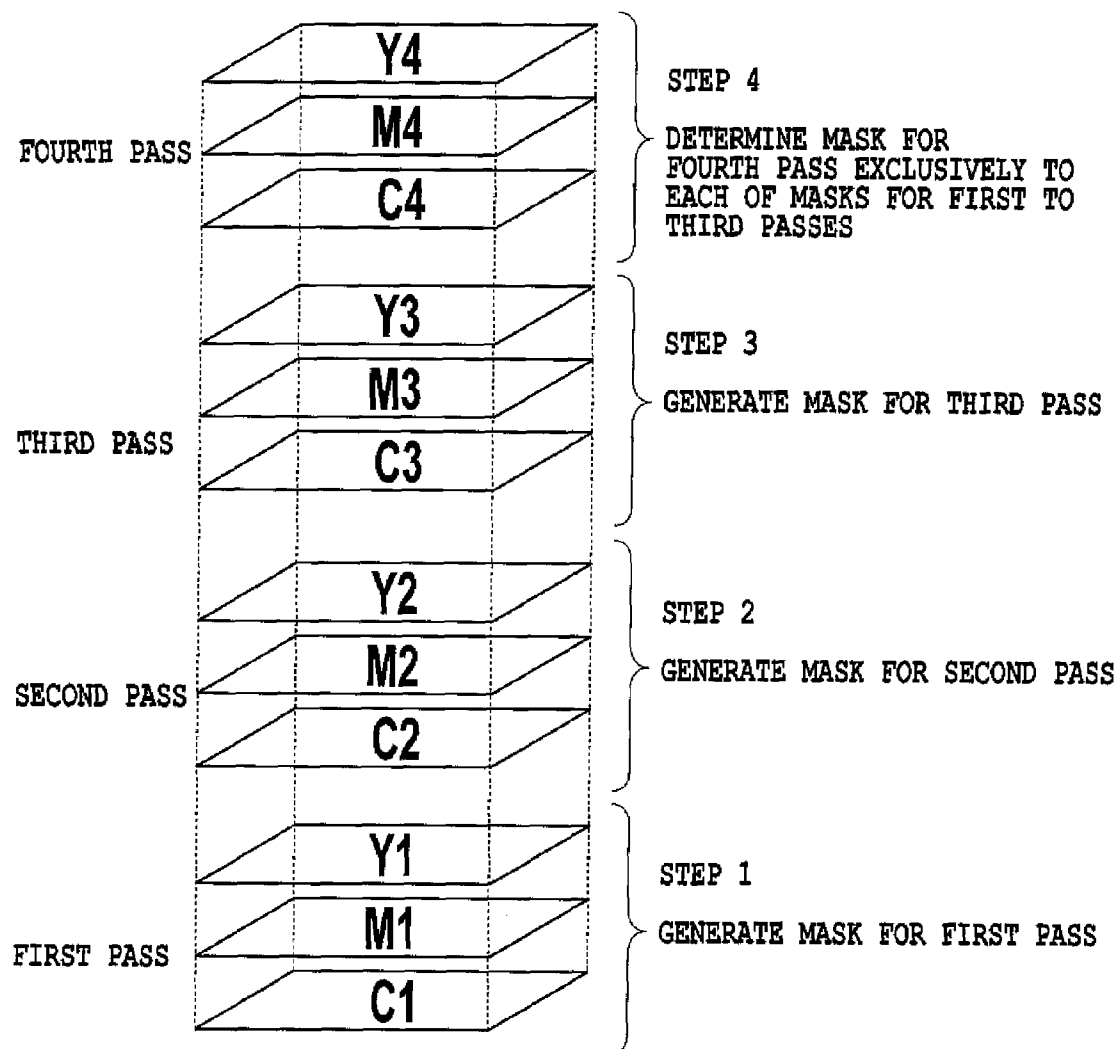 Y4
STEP 4
M4
FOURTH PASS
DETERMINE MASK FOR
FOURTH PASS EXCLUSIVELY TO
EACH OF MASKS FOR FIRST TO
THIRD PASSES
C4
Y3
STEP 3
M3
GENERATE MASK FOR THIRD PASS
THIRD PASS
C3
Y2
STEP 2
M2
GENERATE MASK FOR SECOND PASS
SECOND PASS
C2
Y1
STEP 1
M1
GENERATE MASK FOR FIRST PASS
FIRST PASS
C1